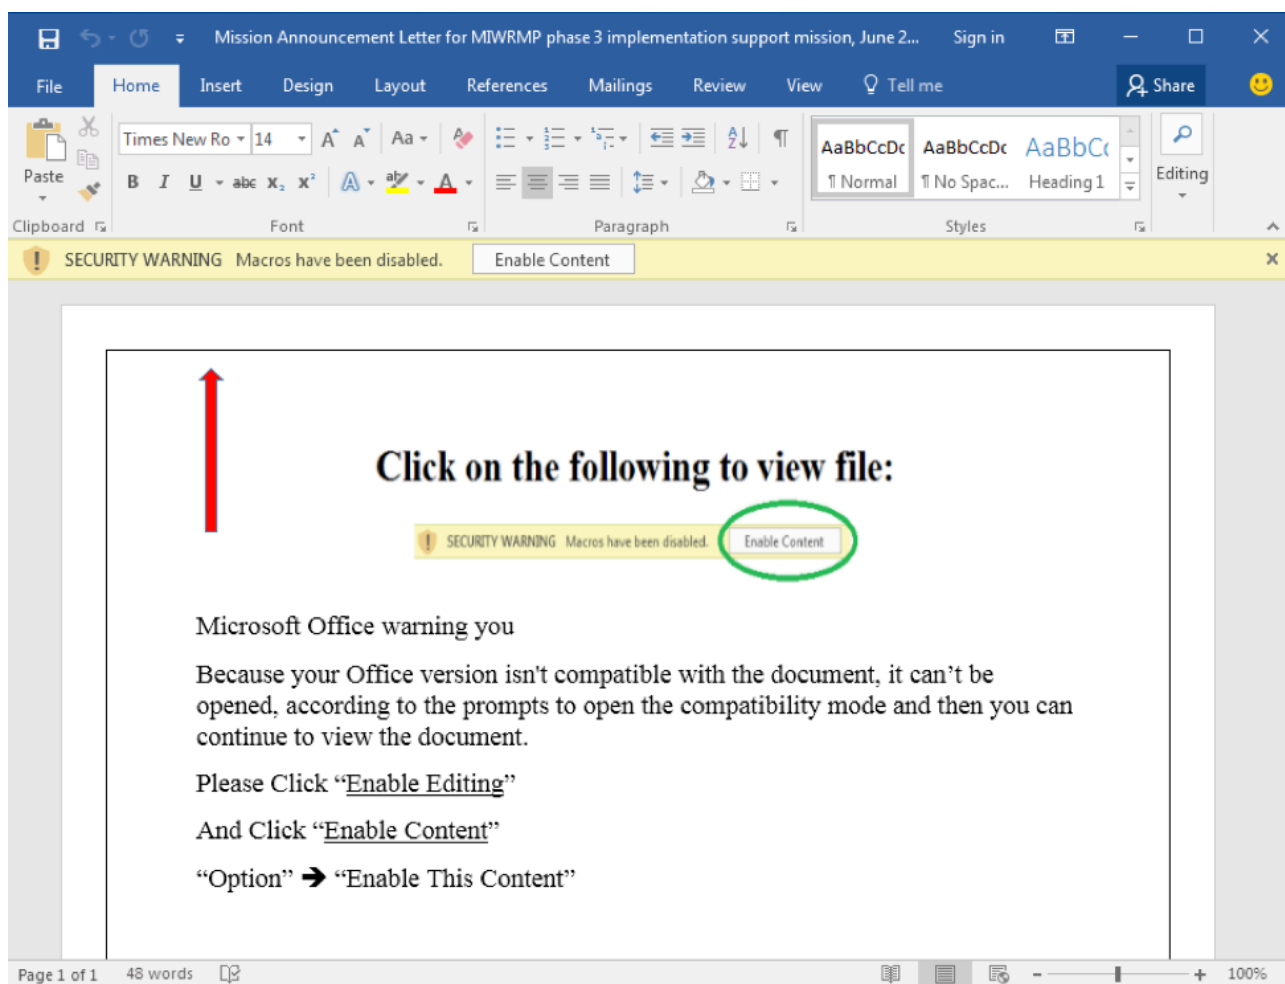 Mission Announcement Letter for MIWRMP phase 3 implementation support mission, June 2... Sign in
File Home Insert Design Layout References Mailings Review View Tell me Share
Times New Ro 14 A A Aa
AaBbCcDc AaBbCcDc AaBbCc
Paste B I U abc X₂ X² A aby A ¶ Normal ¶ No Spac... Heading 1 Editing
Clipboard Font Paragraph Styles
SECURITY WARNING Macros have been disabled. Enable Content
Click on the following to view file:
SECURITY WARNING Macros have been disabled. Enable Content
Microsoft Office warning you
Because your Office version isn't compatible with the document, it can’t be
opened, according to the prompts to open the compatibility mode and then you can
continue to view the document.
Please Click “Enable Editing”
And Click “Enable Content”
“Option” ➔ “Enable This Content”
Page 1 of 1 48 words 100%